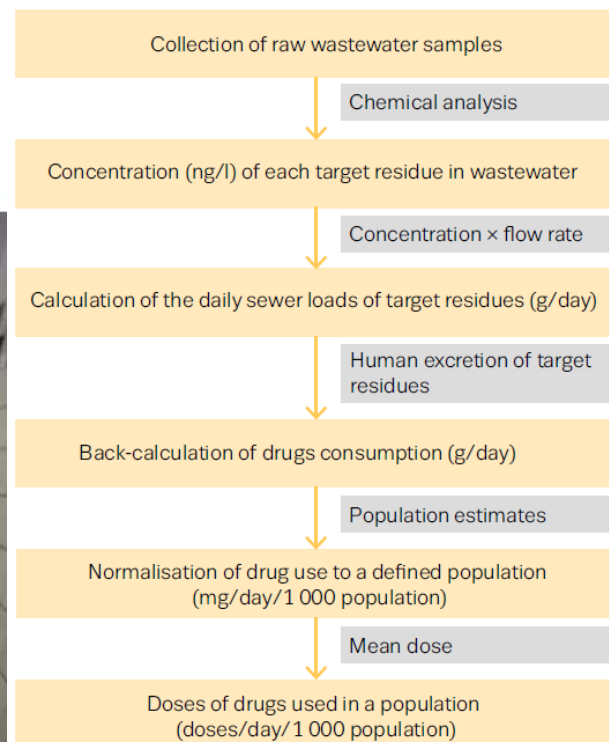 Collection of raw wastewater samples
Chemical analysis
Concentration (ng/l) of each target residue in wastewater
Concentration × flow rate
Calculation of the daily sewer loads of target residues (g/day)
Human excretion of target
residues
Back-calculation of drugs consumption (g/day)
Population estimates
Normalisation of drug use to a defined population
(mg/day/1 000 population)
Mean dose
Doses of drugs used in a population
(doses/day/1 000 population)